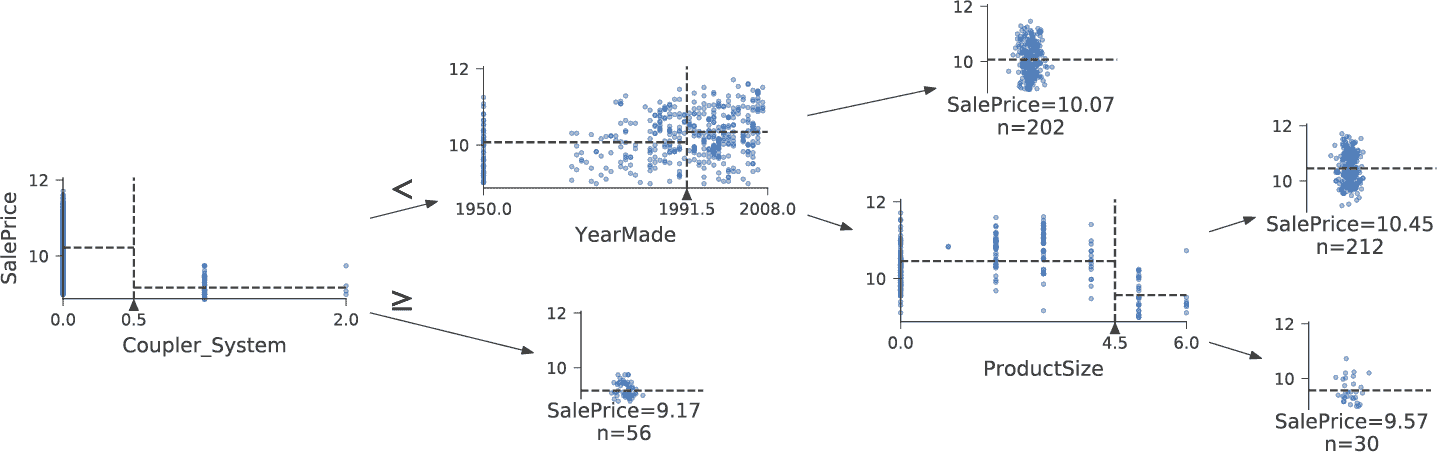 12
10
SalePrice
0.0 0.5 2.0
Coupler_System
<
≥
12
10
1950.0 1991.5 2008.0
YearMade
12
10
SalePrice=9.17
n=56
12
10
SalePrice=10.07
n=202
12
10
0.0 4.5 6.0
ProductSize
12
10
SalePrice=10.45
n=212
12
10
SalePrice=9.57
n=30